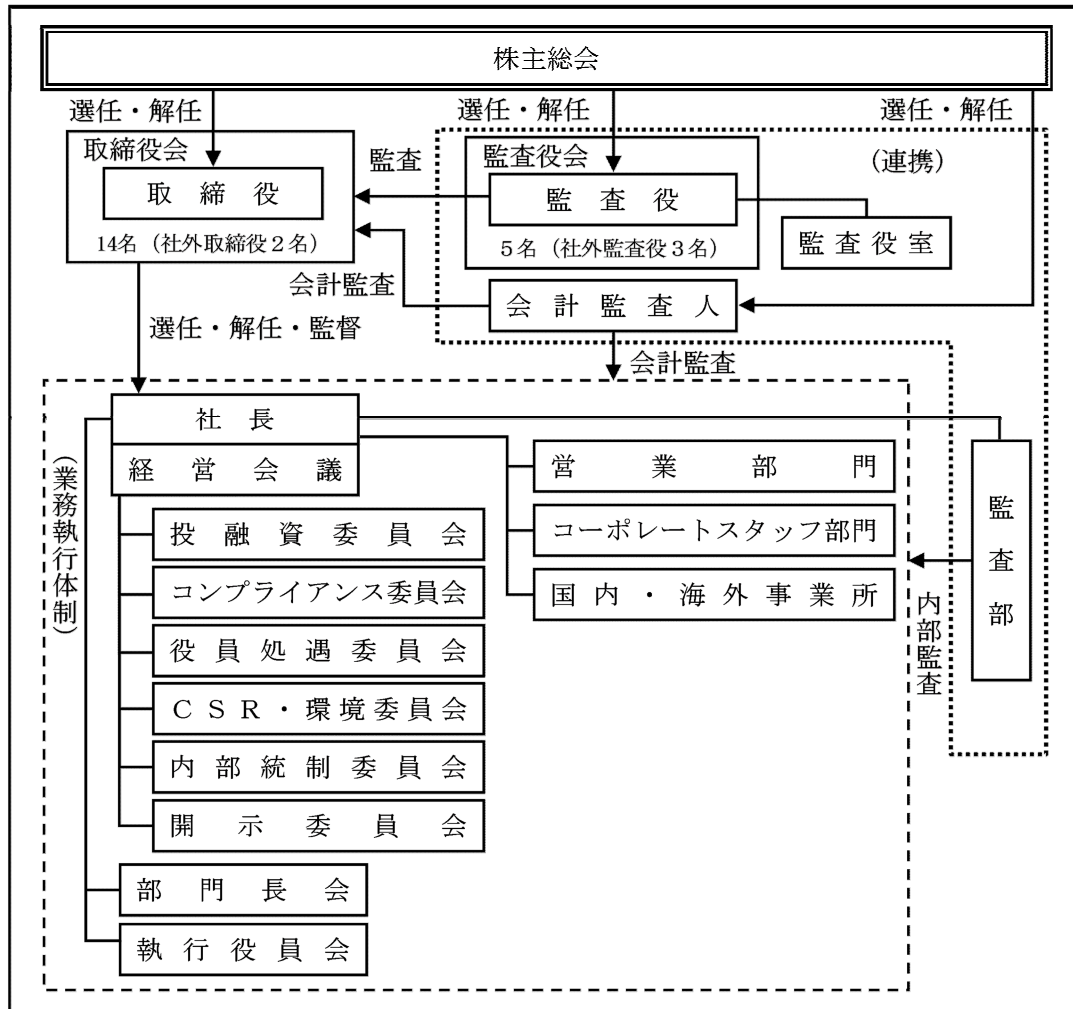 株主総会
選任・解任
選任・解任
選任・解任
取締役会
監査
監査役会
(連携)
取締役
監査役
14名（社外取締役２名）
５名（社外監査役３名）
監査役室
会計監査
会計監査人
選任・解任・監督
会計監査
社長
経営会議
営業部門
(業務執行体制)
監査部
投融資委員会
コーポレートスタッフ部門
コンプライアンス委員会
国内・海外事業所
内部監査
役員処遇委員会
ＣＳＲ・環境委員会
内部統制委員会
開示委員会
部門長会
執行役員会